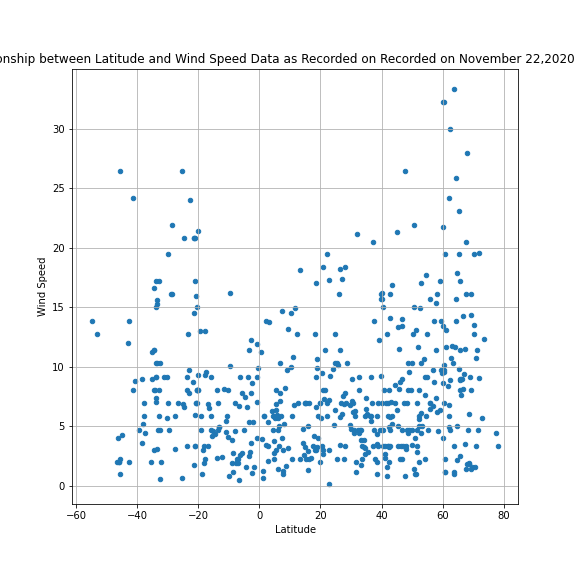 onship between Latitude and Wind Speed Data as Recorded on Recorded on November 22,2020
Wind Speed
30
25
20
15
10
5
0
−60 −40 −20 0 20 40 60 80
Latitude